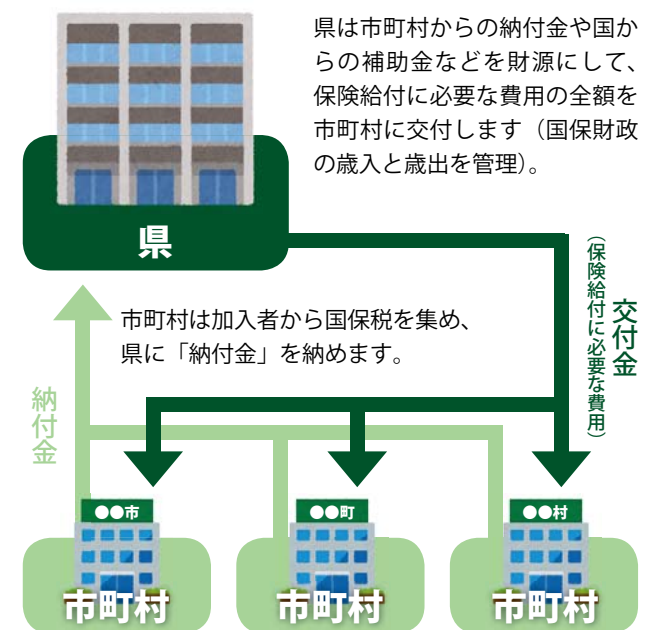 県は市町村からの納付金や国か
らの補助金などを財源にして、
保険給付に必要な費用の全額を
市町村に交付します（国保財政
の歳入と歳出を管理）。
県
市町村は加入者から国保税を集め、
県に「納付金」を納めます。
交付金
（保険給付に必要な費用）
納付金
●●市
●●町
●●村
市町村
市町村
市町村